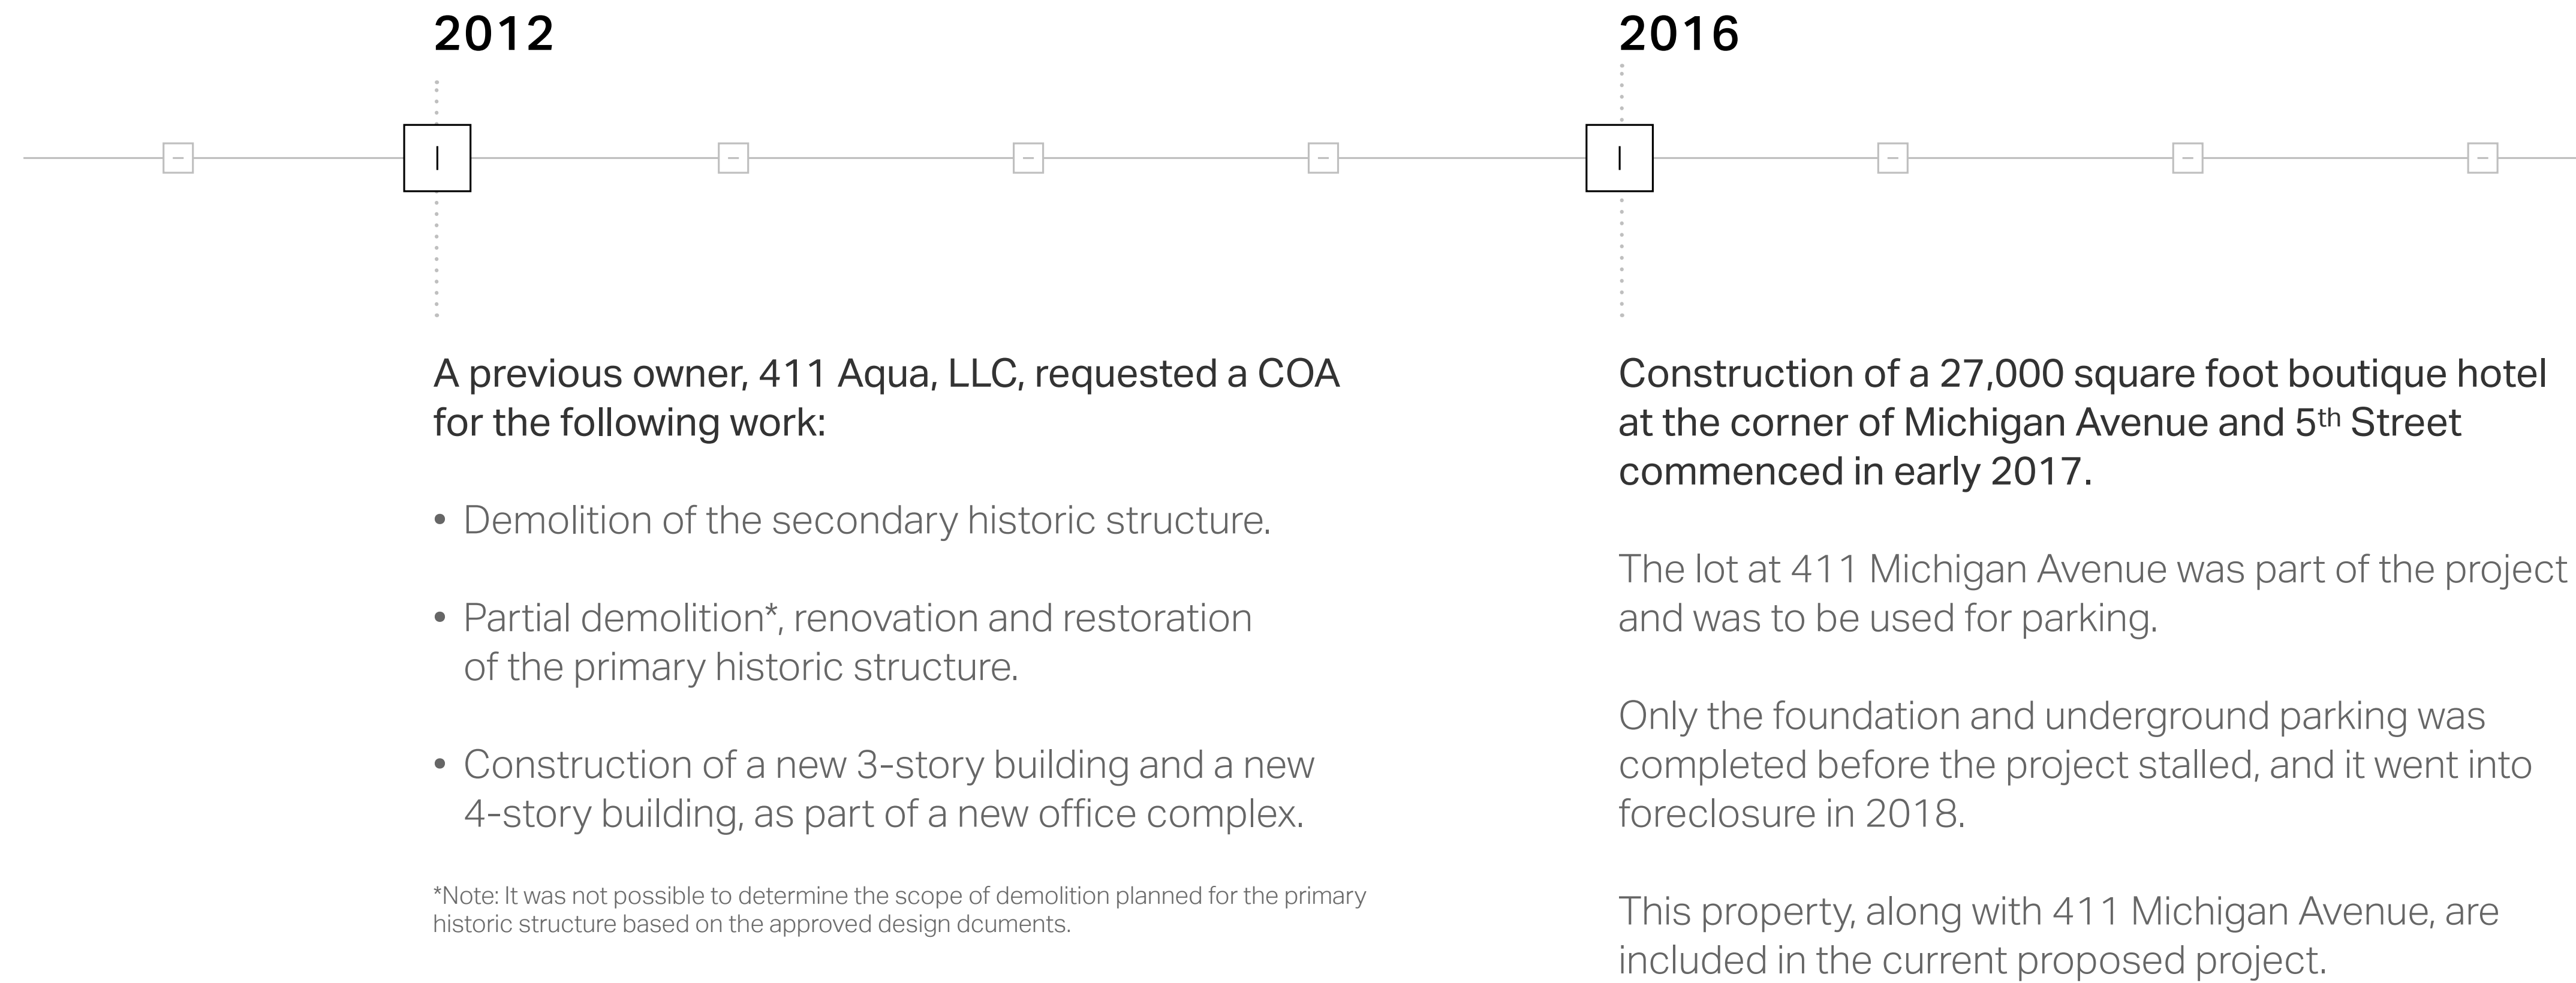 2012
A previous owner, 411 Aqua, LLC, requested a COA
for the following work:
• Demolition of the secondary historic structure.
• Partial demolition*, renovation and restoration
of the primary historic structure.
• Construction of a new 3-story building and a new
4-story building, as part of a new office complex.
*Note: It was not possible to determine the scope of demolition planned for the primary
historic structure based on the approved design dcuments.
2016
Construction of a 27,000 square foot boutique hotel
at the corner of Michigan Avenue and 5th Street
commenced in early 2017.
The lot at 411 Michigan Avenue was part of the project
and was to be used for parking.
Only the foundation and underground parking was
completed before the project stalled, and it went into
foreclosure in 2018.
This property, along with 411 Michigan Avenue, are
included in the current proposed project.